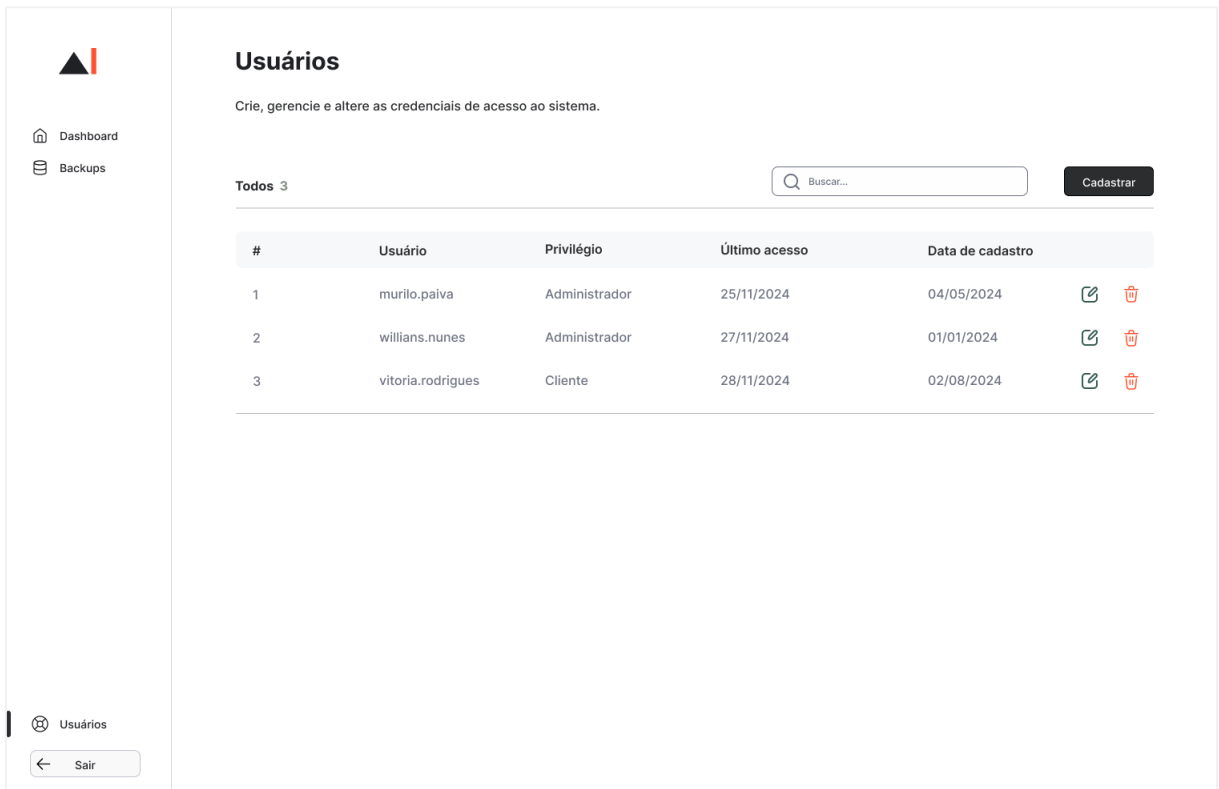 Dashboard
Backups
Usuários
Crie, gerencie e altere as credenciais de acesso ao sistema.
Todos 3
Buscar...
Cadastrar
# Usuário Privilégio Último acesso Data de cadastro
1 murilo.paiva Administrador 25/11/2024 04/05/2024
2 willians.nunes Administrador 27/11/2024 01/01/2024
3 vitoria.rodrigues Cliente 28/11/2024 02/08/2024
Usuários
Sair